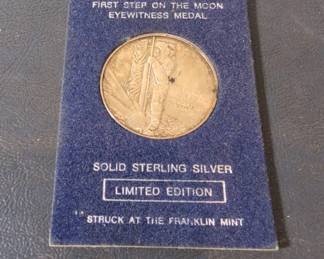 FIRST STEP ON THE MOON
EYEWITNESS MEDAL
SOLID STERLING SILVER
LIMITED EDITION
STRUCK AT THE FRANKLIN MINT